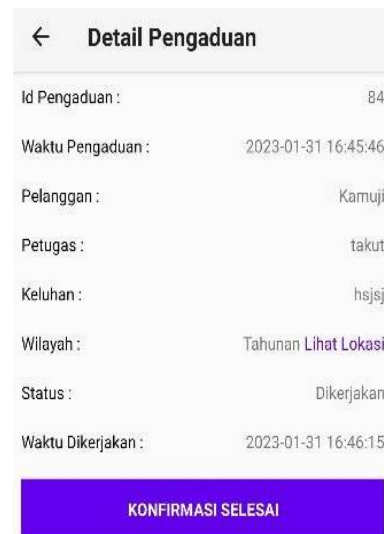 Detail Pengaduan
Id Pengaduan : 84
Waktu Pengaduan : 2023-01-31 16:45:46
Pelanggan : Kamuji
Petugas : takut
Keluhan : hsjsj
Wilayah : Tahunan Lihat Lokasi
Status : Dikerjakan
Waktu Dikerjakan : 2023-01-31 16:46:15
KONFIRMASI SELESAI